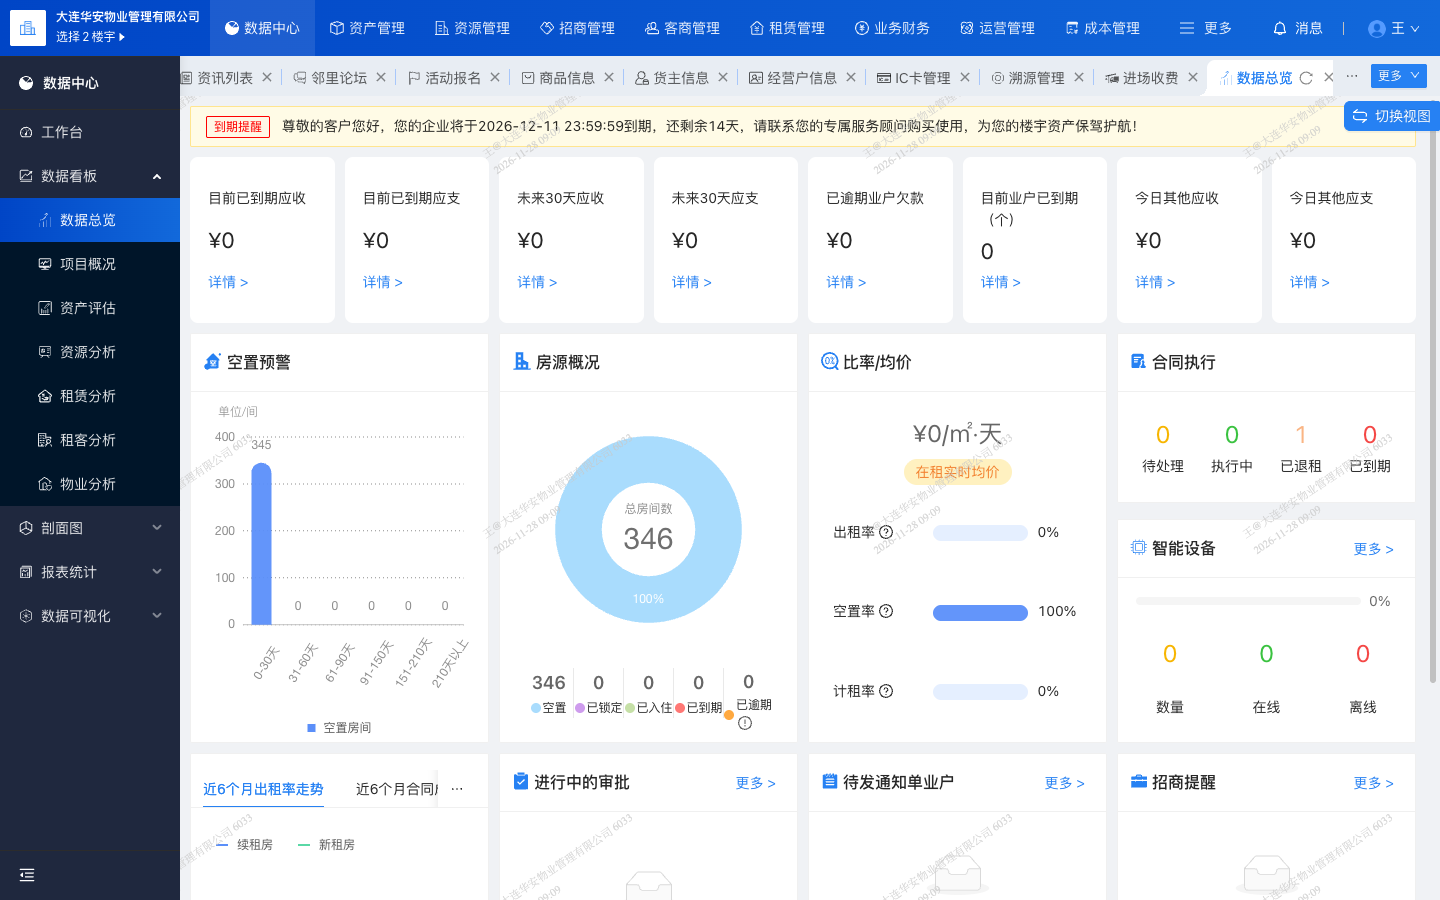 大连华安物业管理有限公司
选择 2 楼宇
数据中心
资产管理
资源管理
招商管理
客商管理
租赁管理
业务财务
运营管理
成本管理
更多
消息
王
资讯列表
邻里论坛
活动报名
商品信息
货主信息
经营户信息
IC卡管理
溯源管理
进场收费
数据总览
更多
切换视图
数据中心
工作台
数据看板
数据总览
项目概况
资产评估
资源分析
租赁分析
租客分析
物业分析
剖面图
报表统计
数据可视化
到期提醒 尊敬的客户您好，您的企业将于2026-12-11 23:59:59到期，还剩余14天，请联系您的专属服务顾问购买使用，为您的楼宇资产保驾护航！
目前已到期应收
¥0
详情 >
目前已到期应支
¥0
详情 >
未来30天应收
¥0
详情 >
未来30天应支
¥0
详情 >
已逾期业户欠款
¥0
详情 >
目前业户已到期
（个）
0
详情 >
今日其他应收
¥0
详情 >
今日其他应支
¥0
详情 >
空置预警
单位/间
400
300
200
100
0
345
0 0 0 0 0
0-30天
31-60天
61-90天
91-150天
151-210天
210天以上
空置房间
房源概况
总房间数
346
100%
346 0 0 0 0
空置 已锁定 已入住 已到期 已逾期
比率/均价
¥0/㎡·天
在租实时均价
出租率 0%
空置率 100%
计租率 0%
合同执行
0 0 1 0
待处理 执行中 已退租 已到期
智能设备
更多 >
0%
0 0 0
数量 在线 离线
近6个月出租率走势
近6个月合同
续租房 新租房
进行中的审批
更多 >
待发通知单业户
更多 >
招商提醒
更多 >
王@大连华安物业管理有限公司 6033
2026-11-28 09:09